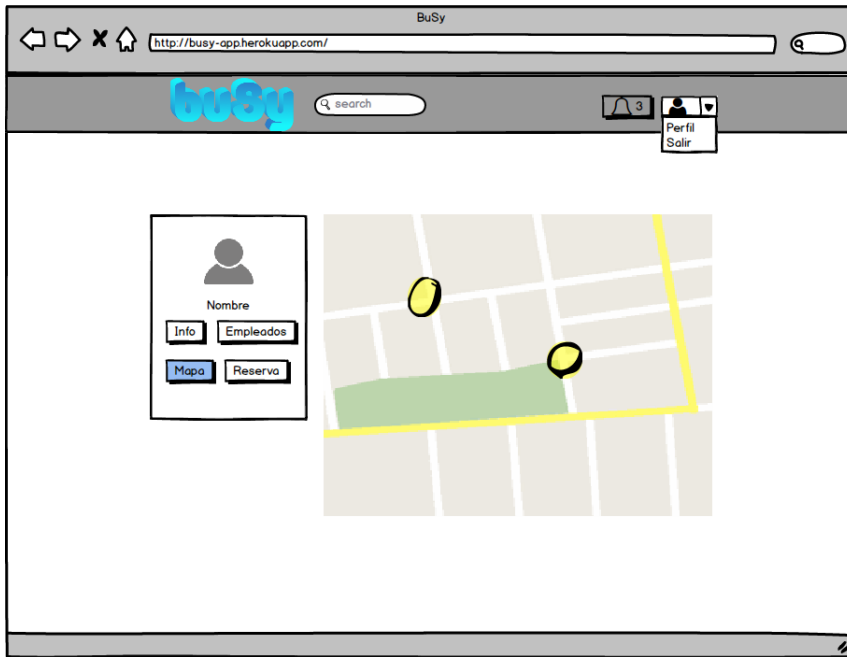 BuSy
http://busy-app.herokuapp.com/
bu8y
search
3
Perfil
Salir
Nombre
Info Empleados
Mapa Reserva